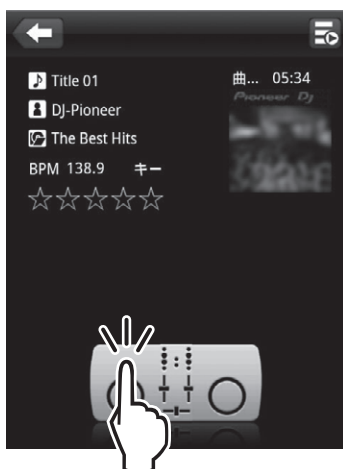 Title 01
曲... 05:34
DJ-Pioneer
Pioneer Dj
The Best Hits
BPM 138.9 キー